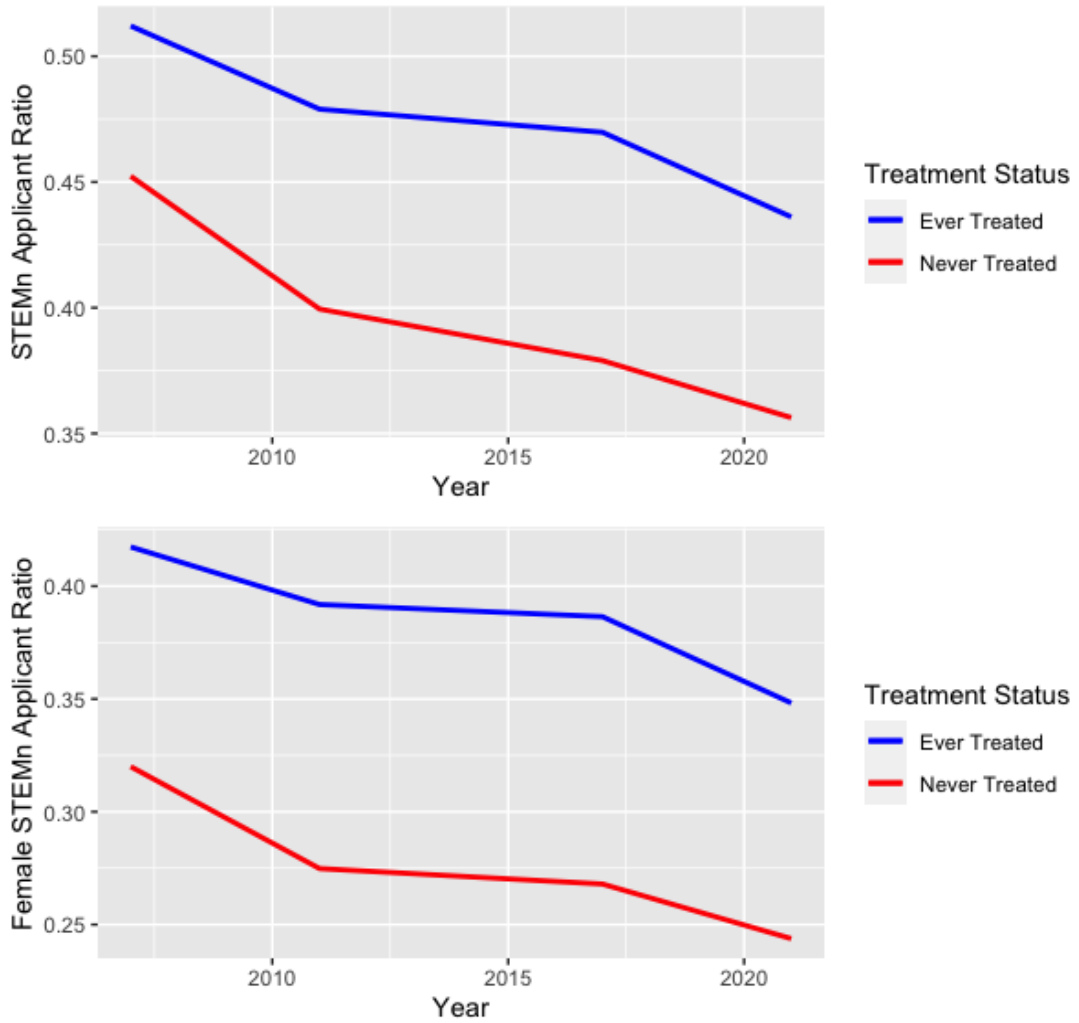 0.50
0.45
0.40
0.35
STEMn Applicant Ratio
2010 2015 2020
Year
Treatment Status
Ever Treated
Never Treated
0.40
0.35
0.30
0.25
Female STEMn Applicant Ratio
2010 2015 2020
Year
Treatment Status
Ever Treated
Never Treated